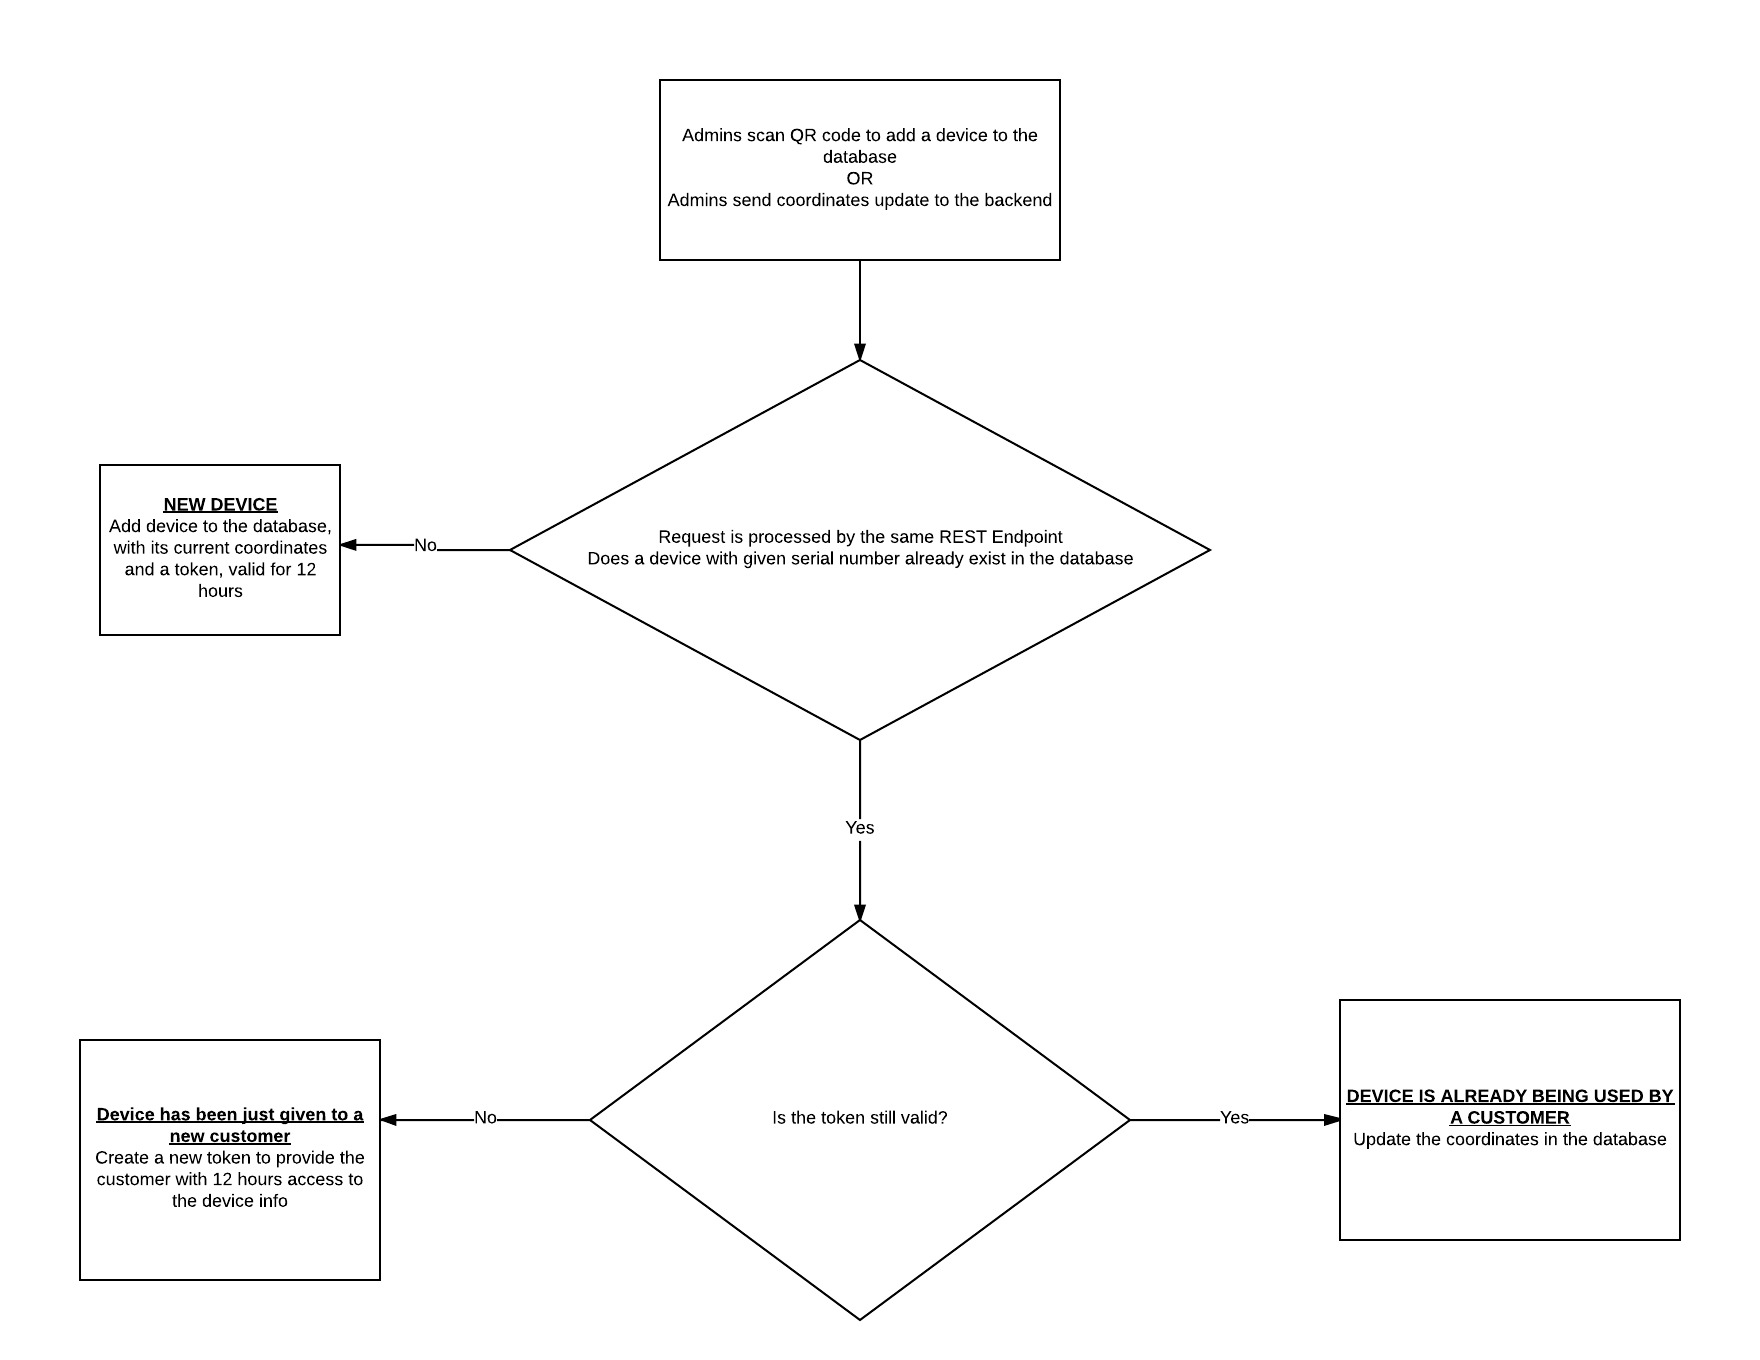 Admins scan QR code to add a device to the
database
OR
Admins send coordinates update to the backend
Request is processed by the same REST Endpoint
Does a device with given serial number already exist in the database
No
NEW DEVICE
Add device to the database,
with its current coordinates
and a token, valid for 12
hours
Yes
Is the token still valid?
No
Device has been just given to a
new customer
Create a new token to provide the
customer with 12 hours access to
the device info
Yes
DEVICE IS ALREADY BEING USED BY
A CUSTOMER
Update the coordinates in the database